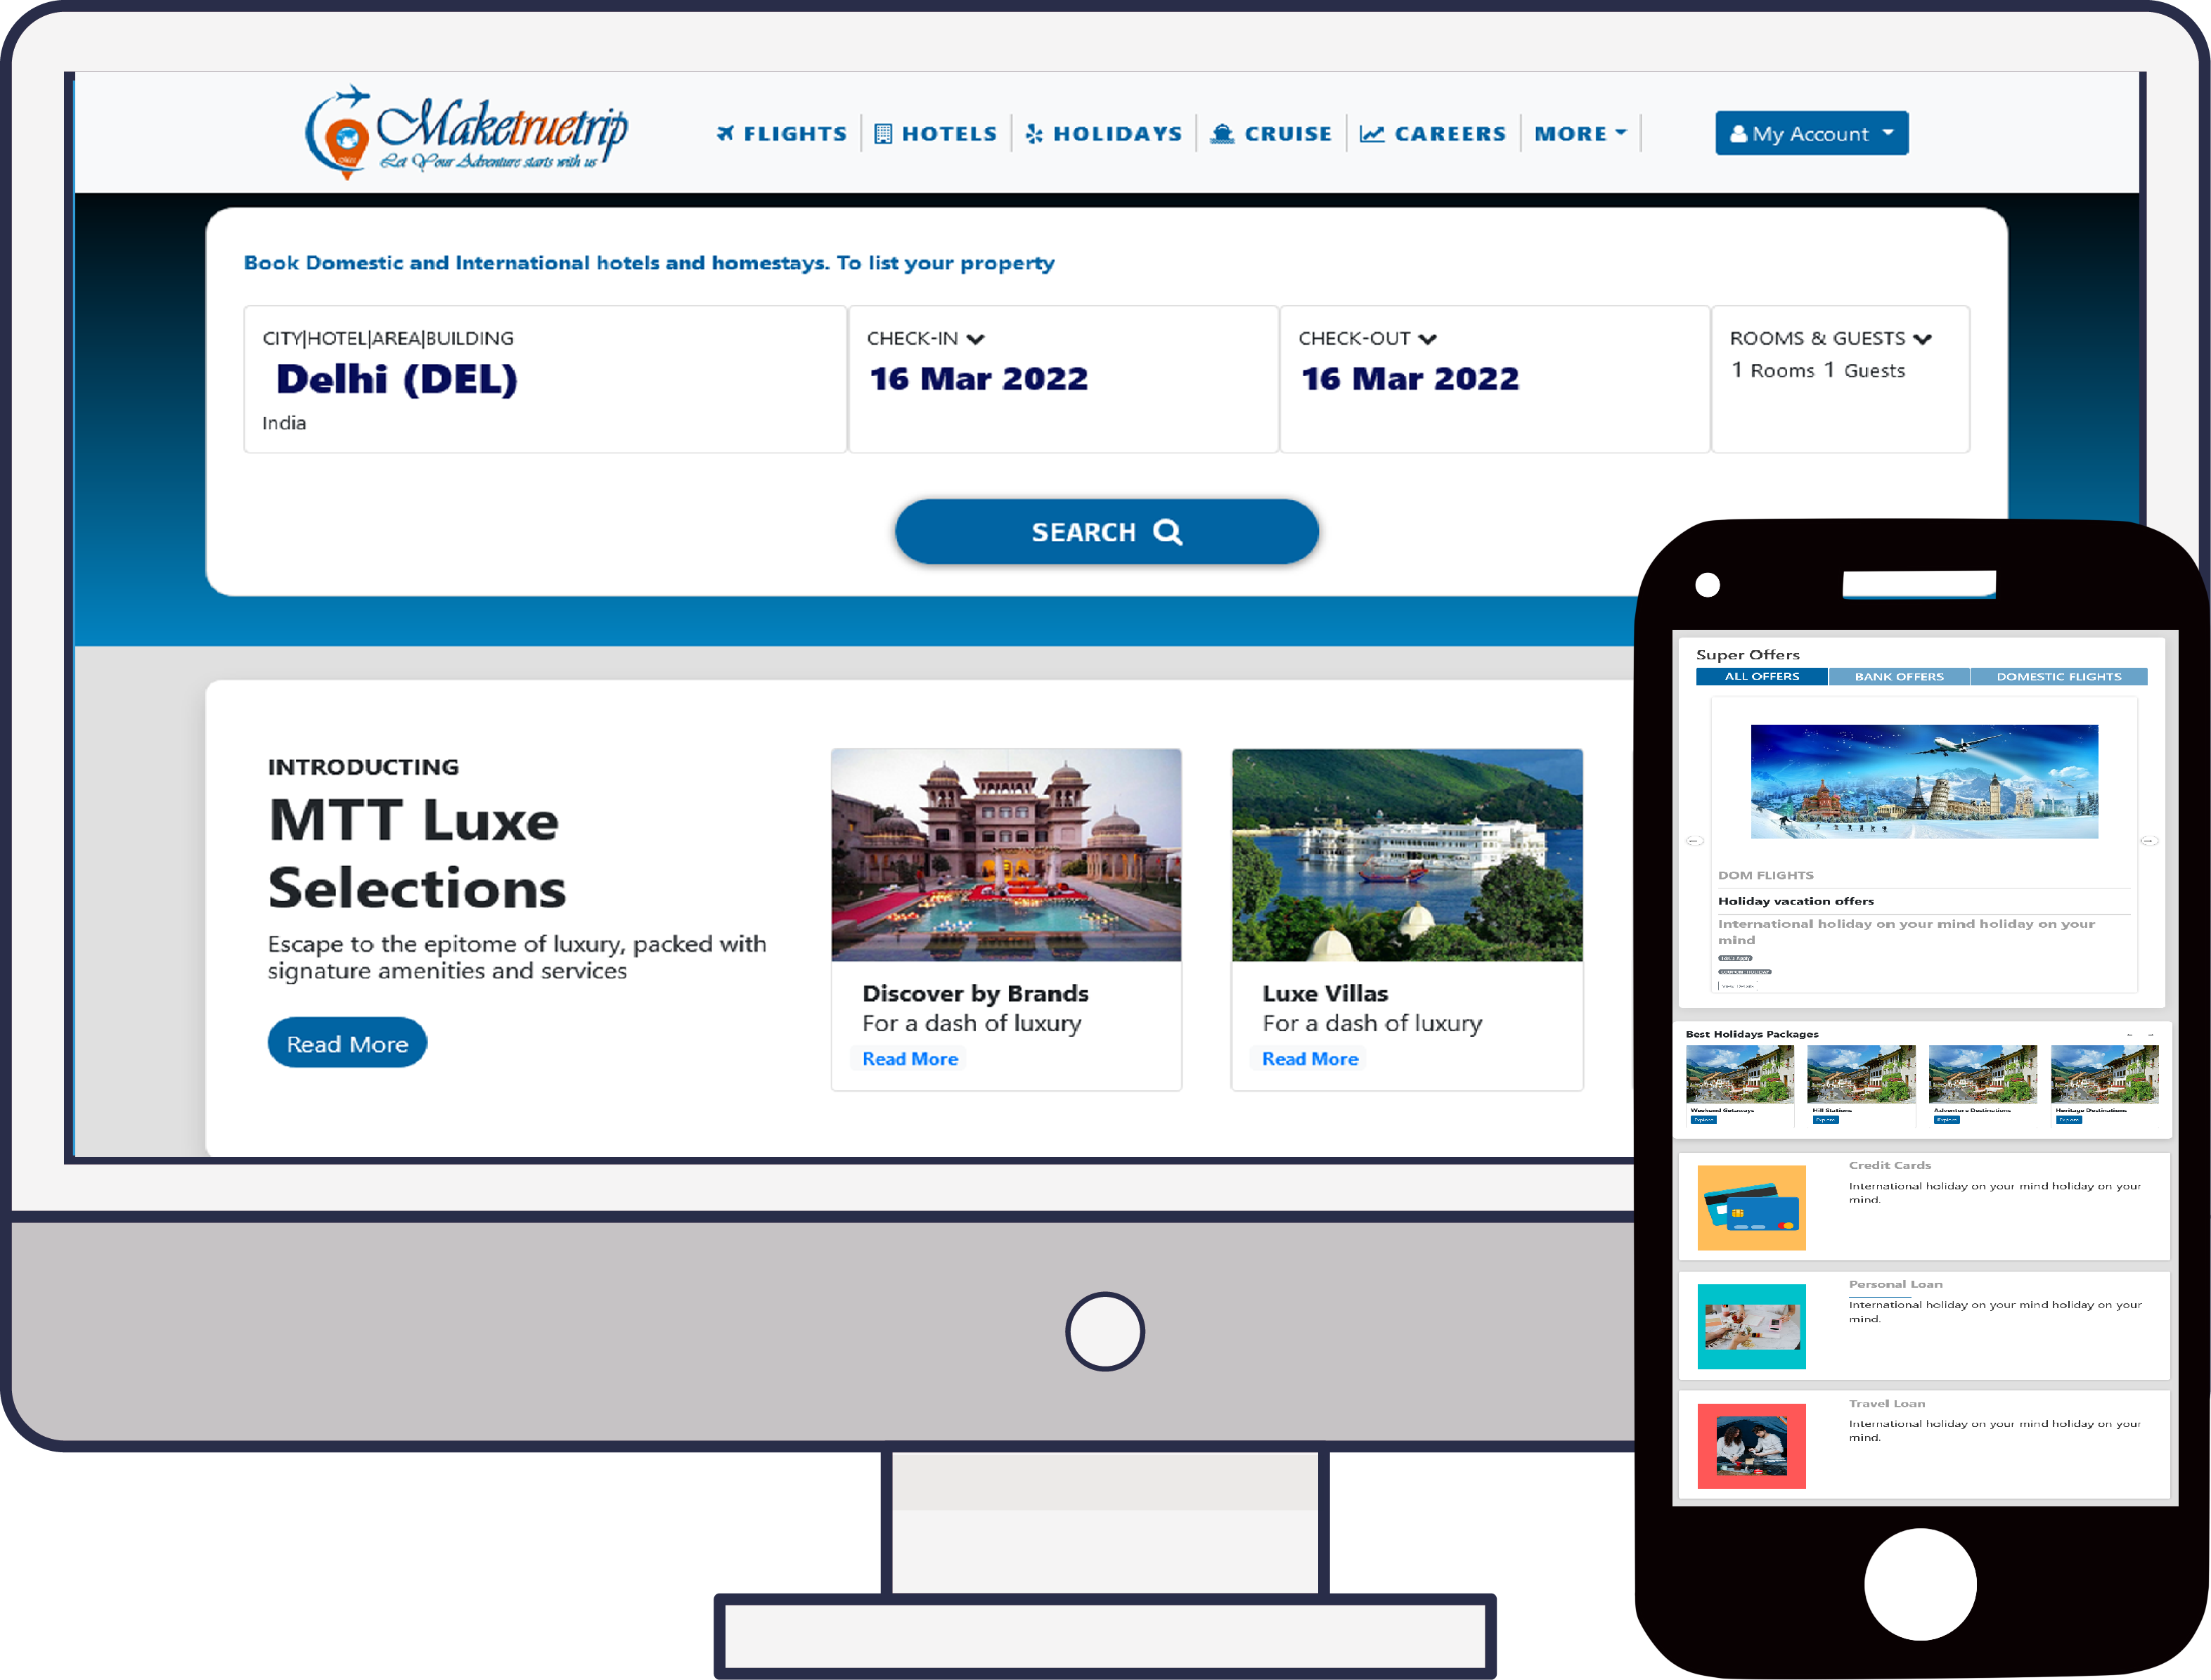 Maketruetrip
Let Your Adventure starts with us
FLIGHTS
HOTELS
HOLIDAYS
CRUISE
CAREERS
MORE
My Account
Book Domestic and International hotels and homestays. To list your property
CITY|HOTEL|AREA|BUILDING
Delhi (DEL)
India
CHECK-IN
16 Mar 2022
CHECK-OUT
16 Mar 2022
ROOMS & GUESTS
1 Rooms 1 Guests
SEARCH
INTRODUCTING
MTT Luxe
Selections
Escape to the epitome of luxury, packed with
signature amenities and services
Read More
Discover by Brands
For a dash of luxury
Read More
Luxe Villas
For a dash of luxury
Read More
Super Offers
ALL OFFERS
BANK OFFERS
DOMESTIC FLIGHTS
DOM FLIGHTS
Holiday vacation offers
International holiday on your mind holiday on your
mind
Best Holidays Packages
Weekend Getaways
Explore
Hill Stations
Explore
Adventure Destinations
Explore
Heritage Destinations
Explore
Credit Cards
International holiday on your mind holiday on your
mind.
Personal Loan
International holiday on your mind holiday on your
mind.
Travel Loan
International holiday on your mind holiday on your
mind.